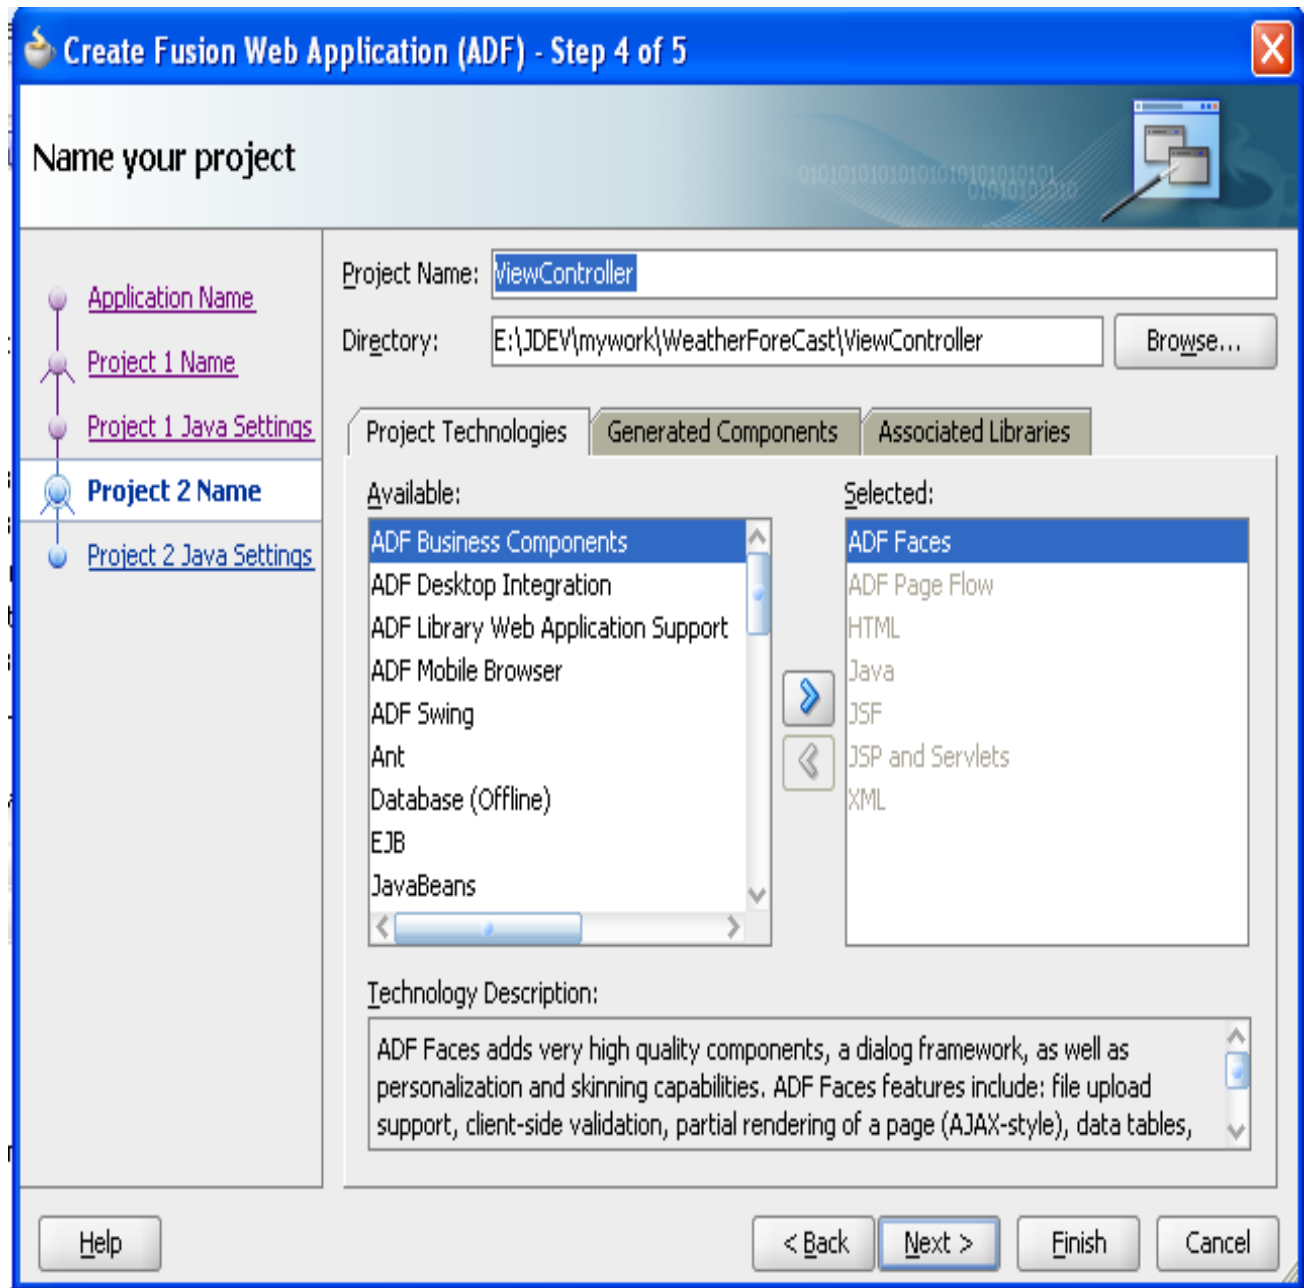 Create Fusion Web Application (ADF) - Step 4 of 5
Name your project
010101010101010101010101010101
01010101010
Application Name
Project 1 Name
Project 1 Java Settings
Project 2 Name
Project 2 Java Settings
Project Name: ViewController
Directory: E:\JDEV\mywork\WeatherForeCast\ViewController Browse...
Project Technologies Generated Components Associated Libraries
Available:
ADF Business Components
ADF Desktop Integration
ADF Library Web Application Support
ADF Mobile Browser
ADF Swing
Ant
Database (Offline)
EJB
JavaBeans
Selected:
ADF Faces
ADF Page Flow
HTML
Java
JSF
JSP and Servlets
XML
Technology Description:
ADF Faces adds very high quality components, a dialog framework, as well as
personalization and skinning capabilities. ADF Faces features include: file upload
support, client-side validation, partial rendering of a page (AJAX-style), data tables,
Help < Back Next > Finish Cancel